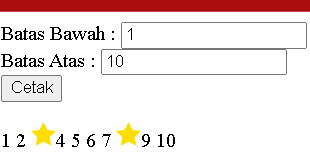 Batas Bawah : 1
Batas Atas : 10
Cetak
1 2 ⭐4 5 6 7 ⭐9 10